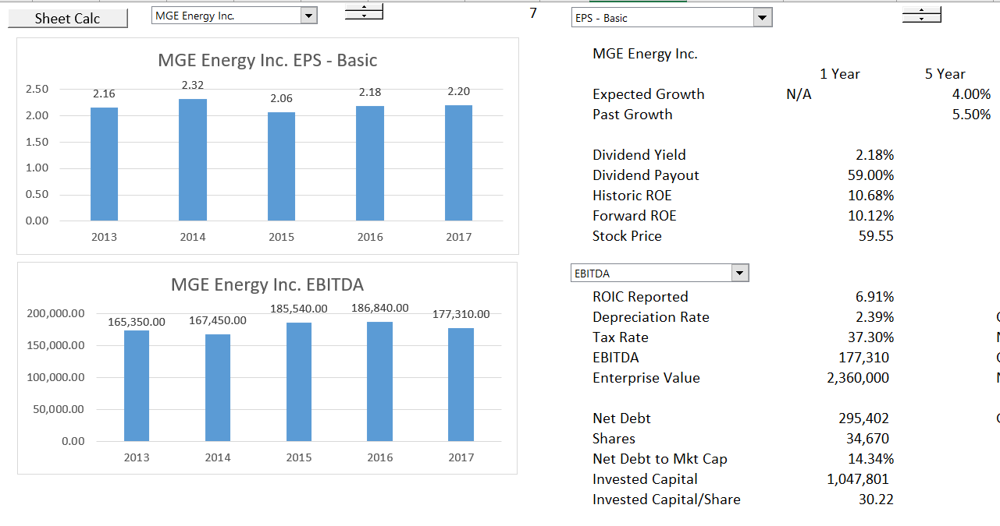 Sheet Calc
MGE Energy Inc.
7
EPS - Basic
MGE Energy Inc. EPS - Basic
2.50
2.00
1.50
1.00
0.50
0.00
2.16
2.32
2.06
2.18
2.20
2013 2014 2015 2016 2017
MGE Energy Inc. EBITDA
200,000.00
150,000.00
100,000.00
50,000.00
0.00
165,350.00
167,450.00
185,540.00
186,840.00
177,310.00
2013 2014 2015 2016 2017
MGE Energy Inc.
1 Year 5 Year
Expected Growth N/A 4.00%
Past Growth 5.50%
Dividend Yield 2.18%
Dividend Payout 59.00%
Historic ROE 10.68%
Forward ROE 10.12%
Stock Price 59.55
EBITDA
ROIC Reported 6.91%
Depreciation Rate 2.39%
Tax Rate 37.30%
EBITDA 177,310
Enterprise Value 2,360,000
Net Debt 295,402
Shares 34,670
Net Debt to Mkt Cap 14.34%
Invested Capital 1,047,801
Invested Capital/Share 30.22